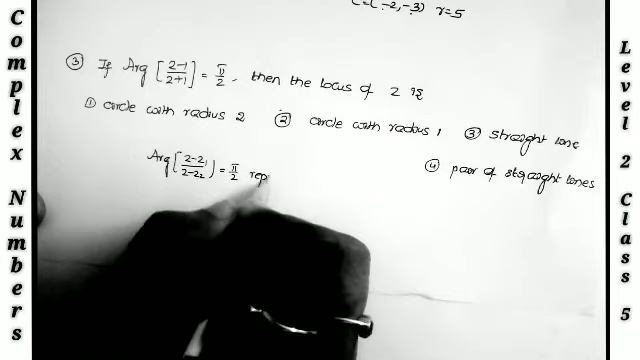 Complex Numbers
c=(-2,-3) r=5
③ If Arg [z-1/z+1] = π/2, then the locus of z is
① circle with radius 2 ② circle with radius 1 ③ straight line
④ pair of straight lines
Arg [z-z₁/z-z₂] = π/2 rep
Level 2 Class 5